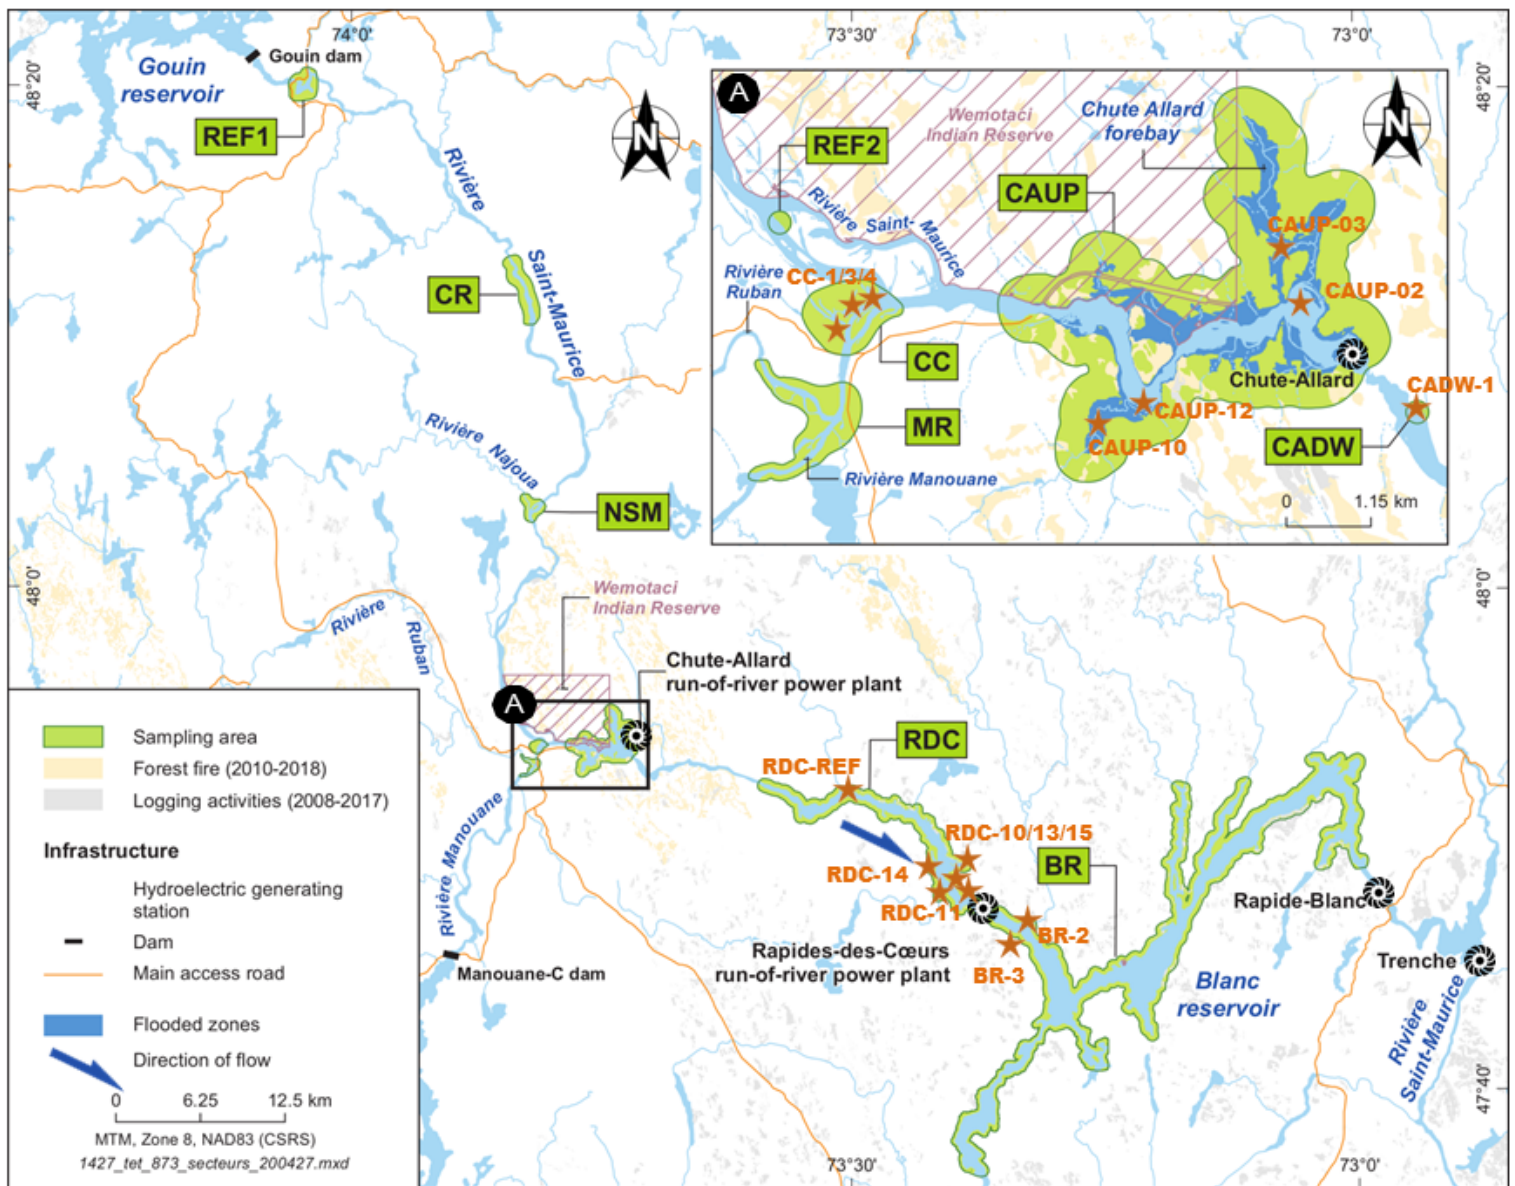 74°0'
73°30'
73°0'
48°20'
48°20'
Gouin dam
Gouin
reservoir
REF1
N
Rivière
Saint-Maurice
CR
Rivière Najoua
NSM
A
Wemotaci
Indian Reserve
Chute Allard
forebay
N
REF2
CAUP
Rivière Saint-Maurice
CAUP-03
Rivière
Ruban
CC-1/3/4
CAUP-02
CC
Chute-Allard
CADW-1
MR
CAUP-12
CAUP-10
CADW
Rivière Manouane
0 1.15 km
48°0'
48°0'
Wemotaci
Indian Reserve
Rivière
Ruban
Chute-Allard
run-of-river power plant
A
RDC
RDC-REF
RDC-10/13/15
BR
RDC-14
RDC-11
Rapide-Blanc
BR-2
Rapides-des-Cœurs
run-of-river power plant
BR-3
Trenche
Blanc
reservoir
Rivière
Saint-Maurice
Rivière Manouane
Manouane-C dam
47°40'
73°30'
73°0'
Sampling area
Forest fire (2010-2018)
Logging activities (2008-2017)
Infrastructure
Hydroelectric generating
station
Dam
Main access road
Flooded zones
Direction of flow
0 6.25 12.5 km
MTM, Zone 8, NAD83 (CSRS)
1427_tet_873_secteurs_200427.mxd